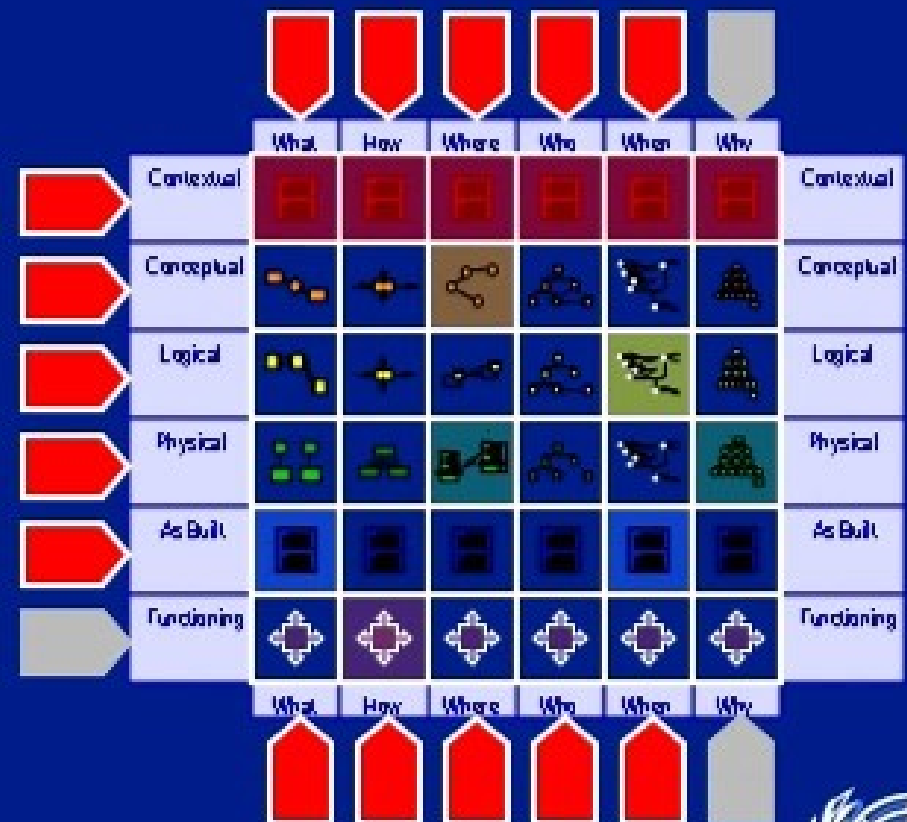 What How Where Who When Why
Contextual Contextual
Conceptual Conceptual
Logical Logical
Physical Physical
As Built As Built
Functioning Functioning
What How Where Who When Why